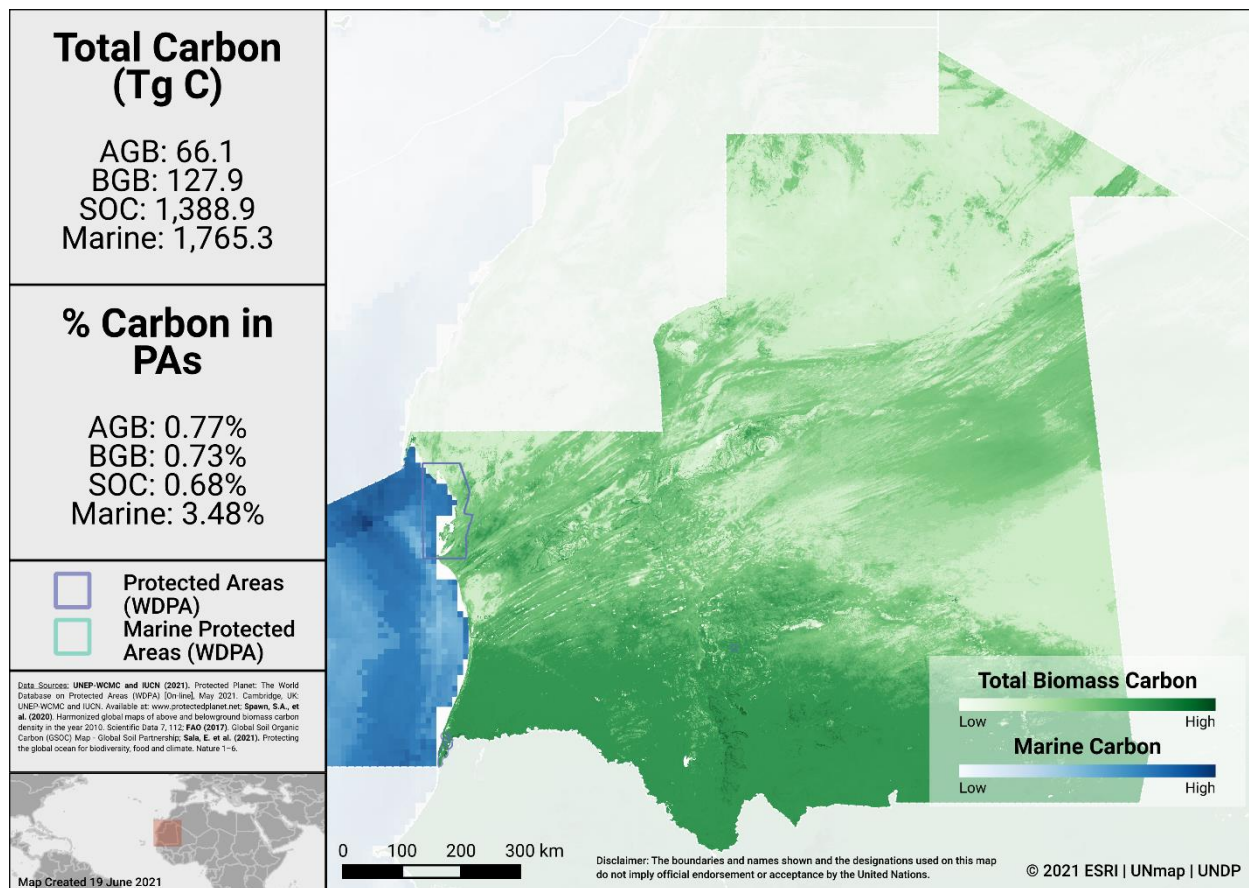 Total Carbon
(Tg C)
AGB: 66.1
BGB: 127.9
SOC: 1,388.9
Marine: 1,765.3
% Carbon in
PAs
AGB: 0.77%
BGB: 0.73%
SOC: 0.68%
Marine: 3.48%
Protected Areas
(WDPA)
Marine Protected
Areas (WDPA)
Data Sources: UNEP-WCMC and IUCN (2021). Protected Planet: The World
Database on Protected Areas (WDPA) [On-line], May 2021. Cambridge, UK:
UNEP-WCMC and IUCN. Available at: www.protectedplanet.net; Spawn, S.A., et
al. (2020). Harmonized global maps of above and belowground biomass carbon
density in the year 2010. Scientific Data 7, 112; FAO (2017). Global Soil Organic
Carbon (GSOC) Map - Global Soil Partnership; Sala, E. et al. (2021). Protecting
the global ocean for biodiversity, food and climate. Nature 1–6.
Map Created 19 June 2021
0 100 200 300 km
Total Biomass Carbon
Low High
Marine Carbon
Low High
Disclaimer: The boundaries and names shown and the designations used on this map
do not imply official endorsement or acceptance by the United Nations.
© 2021 ESRI | UNmap | UNDP